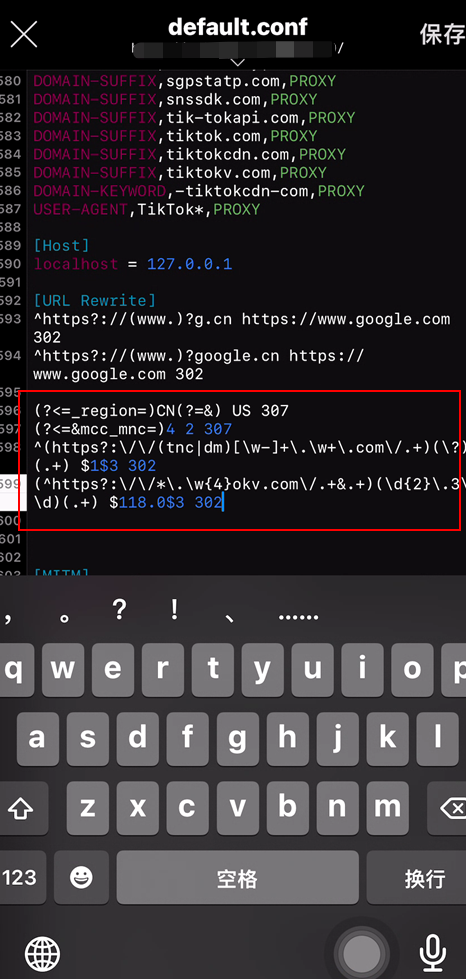 default.conf
保存
/
580 DOMAIN-SUFFIX,sgpstatp.com,PROXY
581 DOMAIN-SUFFIX,snssdk.com,PROXY
582 DOMAIN-SUFFIX,tik-tokapi.com,PROXY
583 DOMAIN-SUFFIX,tiktok.com,PROXY
584 DOMAIN-SUFFIX,tiktokcdn.com,PROXY
585 DOMAIN-SUFFIX,tiktokv.com,PROXY
586 DOMAIN-KEYWORD,-tiktokcdn-com,PROXY
587 USER-AGENT,TikTok*,PROXY
588
589 [Host]
590 localhost = 127.0.0.1
591
592 [URL Rewrite]
593 ^https?://(www.)?g.cn https://www.google.com
302
594 ^https?://(www.)?google.cn https://
www.google.com 302
595
596 (?<=_region=)CN(?=&) US 307
597 (?<=&mcc_mnc=)4 2 307
598 ^(https?:\/\/(tnc|dm)[\w-]+\.\w+\.com\/.+)(\?)
(.+) $1$3 302
599 (^https?:\/\/*\.\w{4}okv.com\/.+&.+)(\d{2}\.3\
\d)(.+) $118.0$3 302
600
601
602
603 [MITM]
， 。 ？ ！ 、 ……
q w e r t y u i o p
a s d f g h j k l
z x c v b n m
123 空格 换行